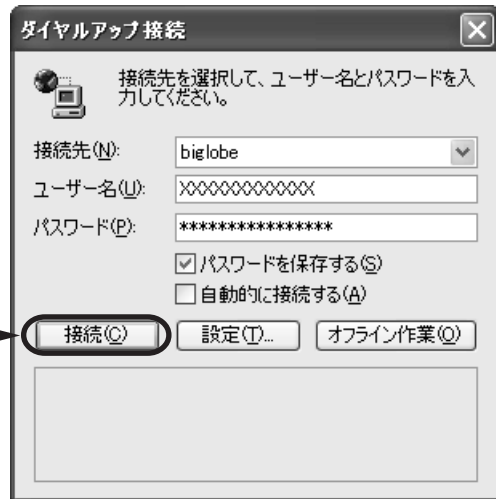 ダイヤルアップ接続
接続先を選択して、ユーザー名とパスワードを入
力してください。
接続先(N):
biglobe
ユーザー名(U):
XXXXXXXXXXXX
パスワード(P):
****************
パスワードを保存する(S)
自動的に接続する(A)
接続(C)
設定(T)...
オフライン作業(O)